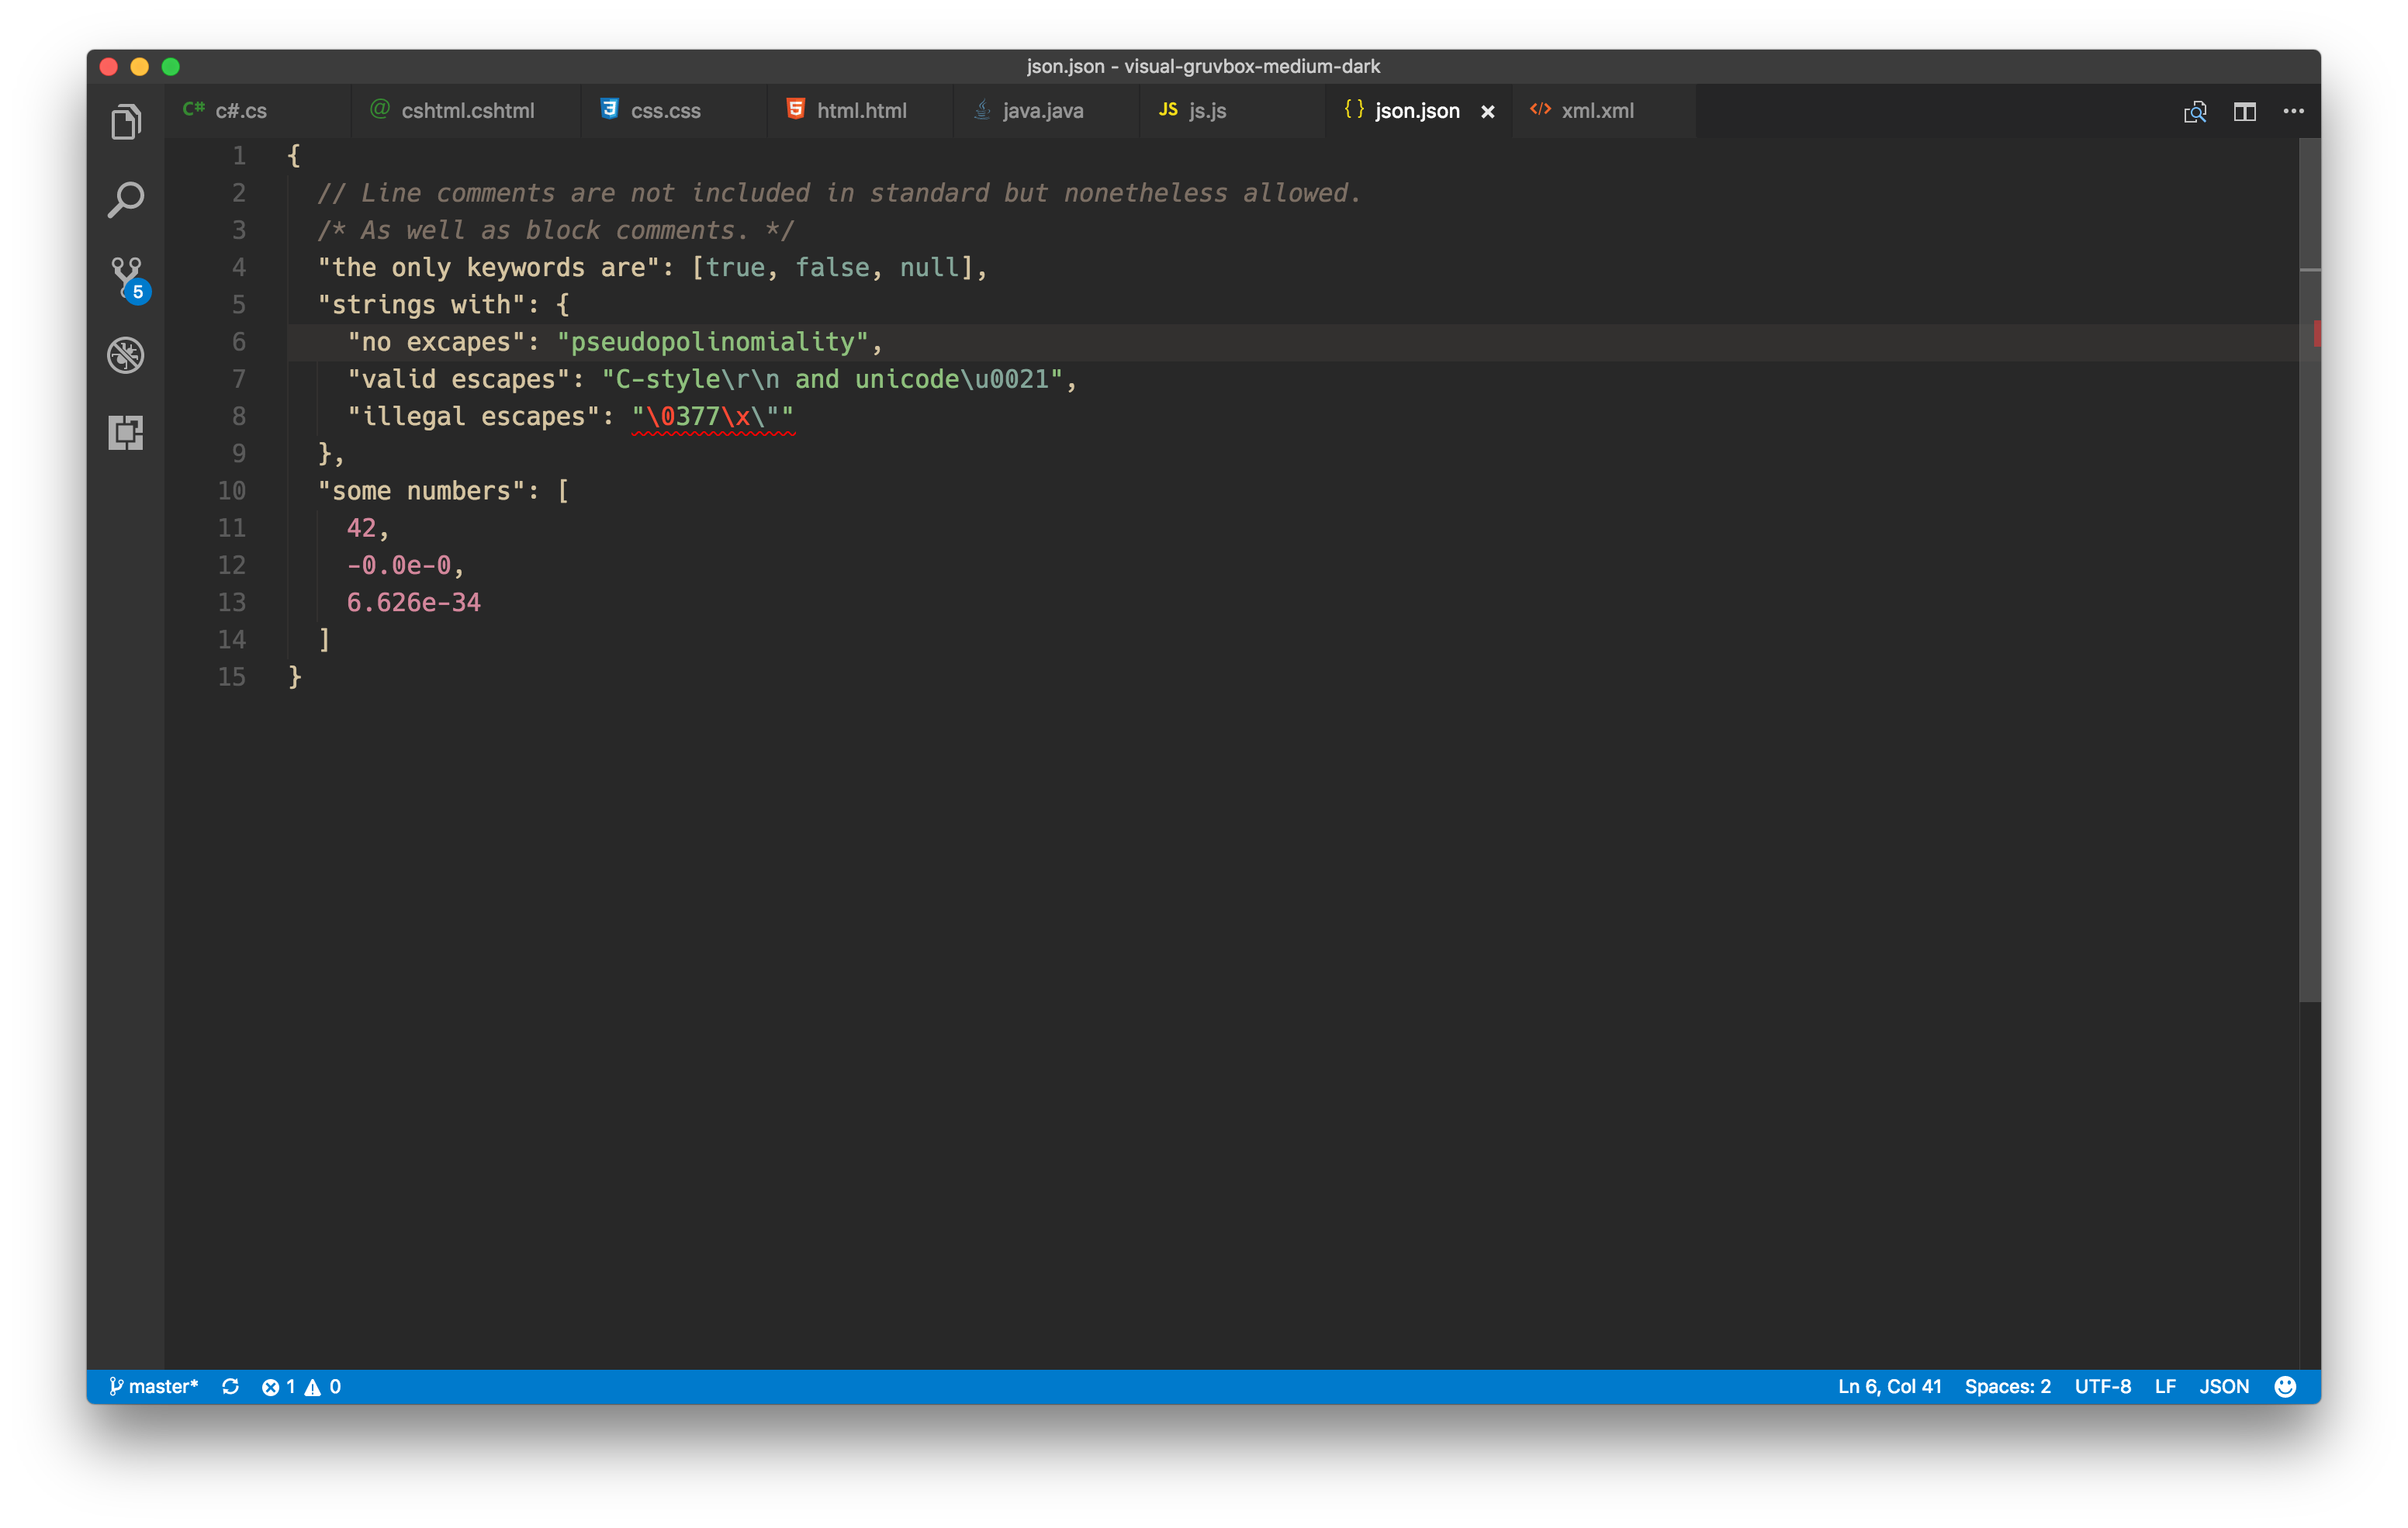 json.json - visual-gruvbox-medium-dark
C# c#.cs @ cshtml.cshtml 3 css.css 5 html.html java.java JS js.js { } json.json × </> xml.xml ...
1 {
2 // Line comments are not included in standard but nonetheless allowed.
3 /* As well as block comments. */
4 "the only keywords are": [true, false, null],
5 "strings with": {
6 "no excapes": "pseudopolinomiality",
7 "valid escapes": "C-style\r\n and unicode\u0021",
8 "illegal escapes": "\0377\x\""
9 },
10 "some numbers": [
11 42,
12 -0.0e-0,
13 6.626e-34
14 ]
15 }
5
master* 1 0 Ln 6, Col 41 Spaces: 2 UTF-8 LF JSON